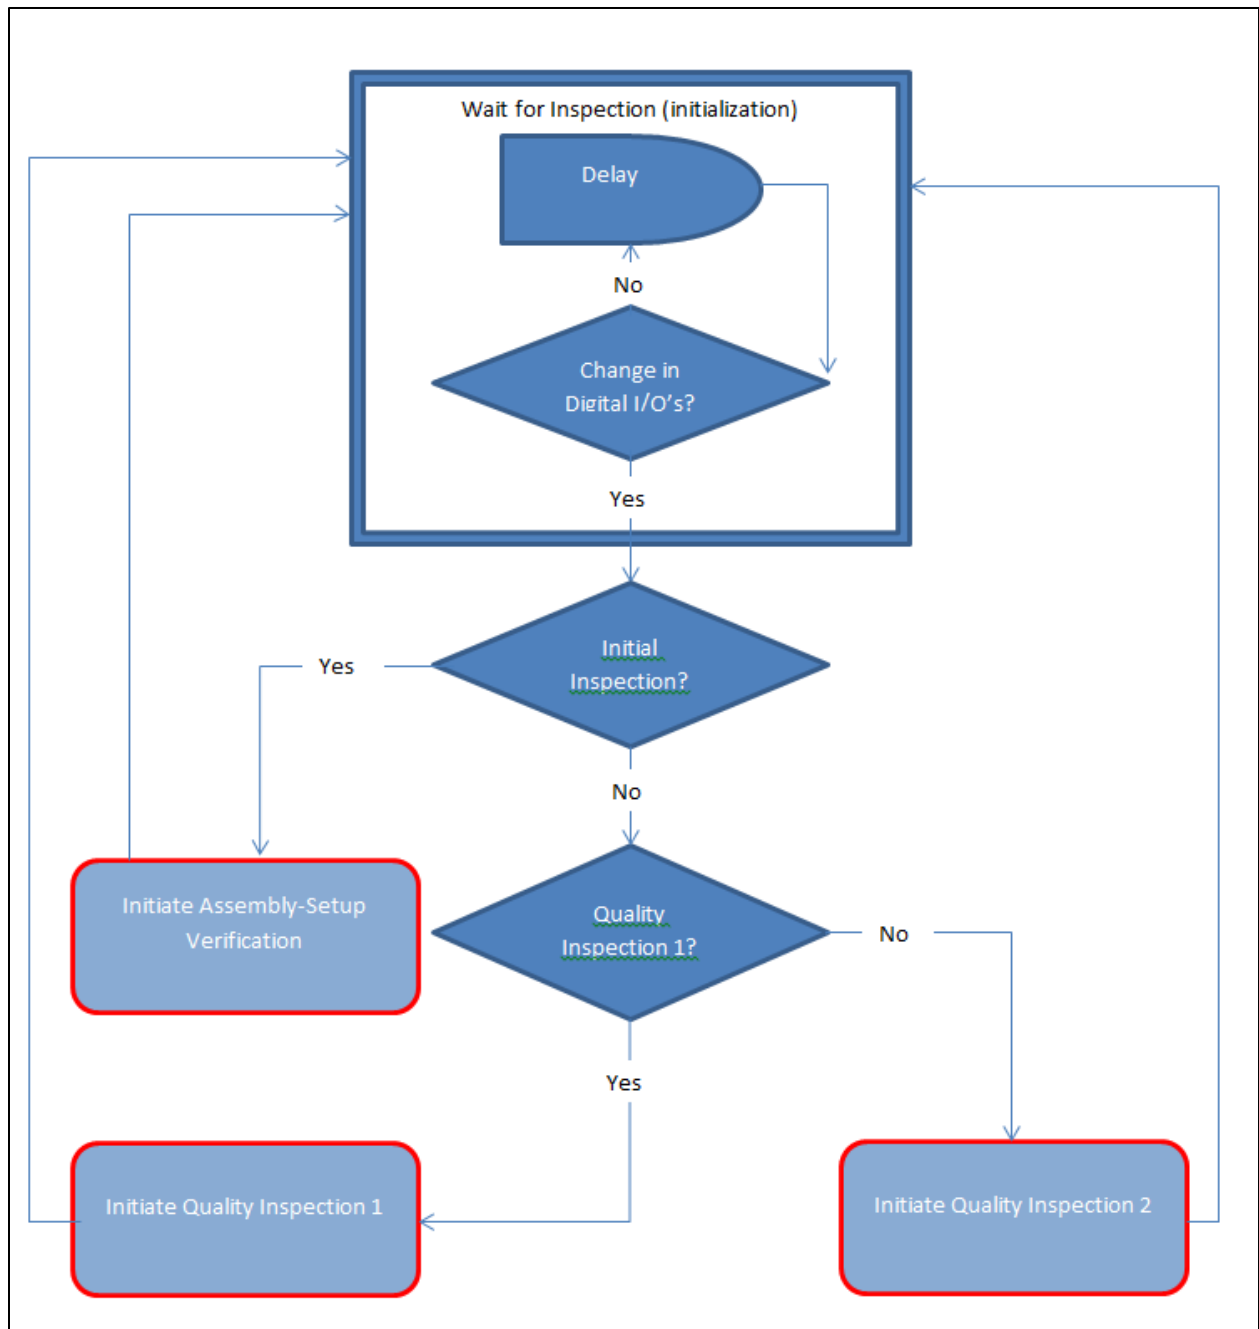 Wait for Inspection (initialization)
Delay
No
Change in
Digital I/O's?
Yes
Initial
Inspection?
Yes
No
Initiate Assembly-Setup
Verification
Quality
Inspection 1?
No
Yes
Initiate Quality Inspection 1
Initiate Quality Inspection 2